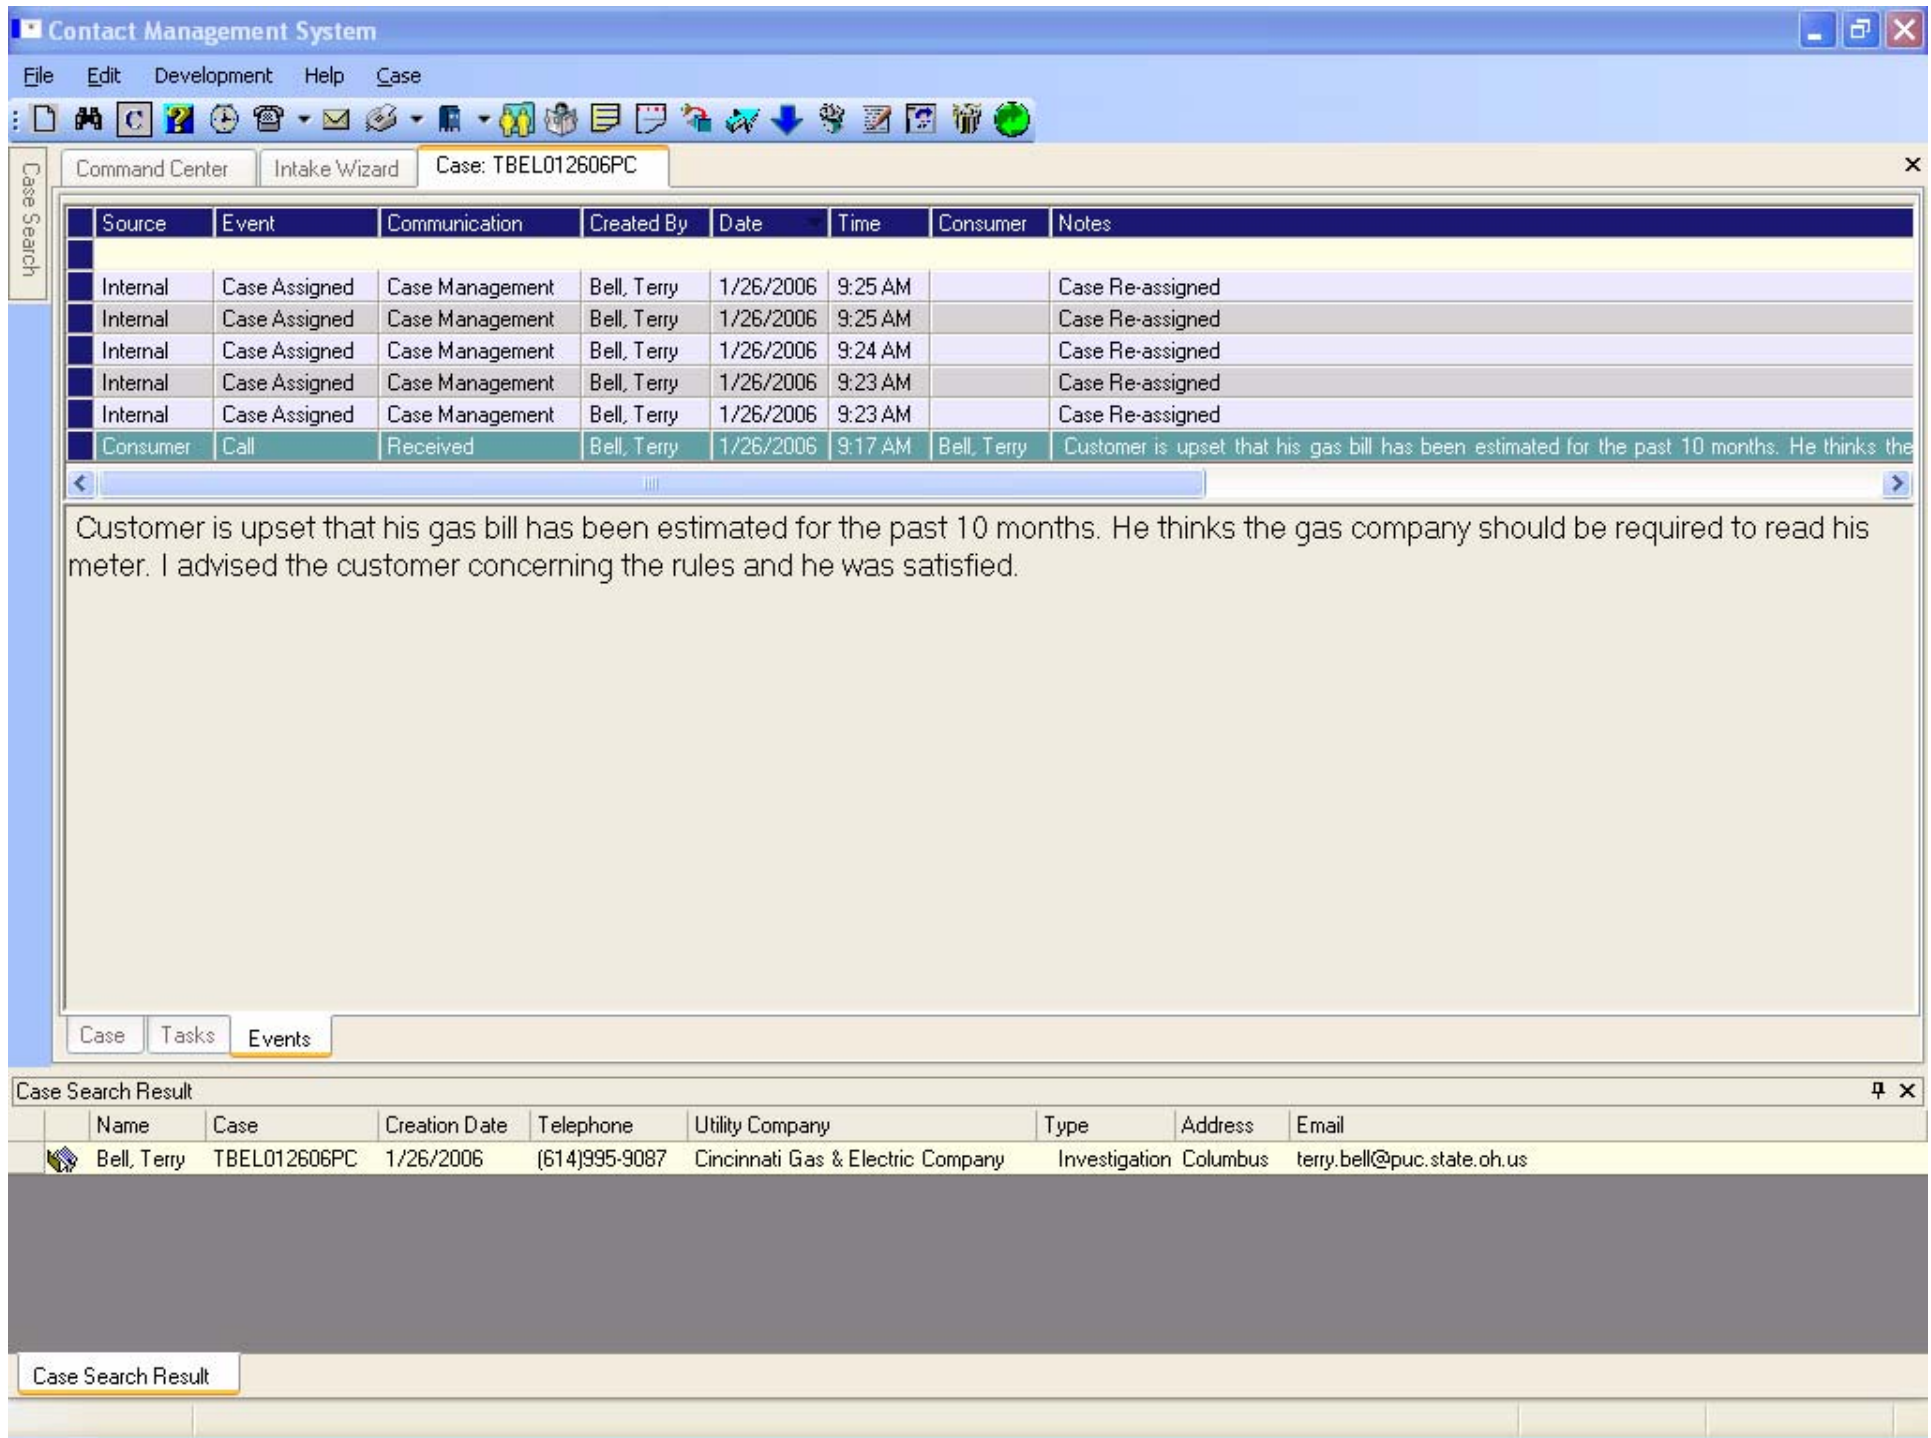 Contact Management System
File Edit Development Help Case
Case Search
Command Center Intake Wizard Case: TBEL012606PC
Source Event Communication Created By Date Time Consumer Notes
Internal Case Assigned Case Management Bell, Terry 1/26/2006 9:25 AM Case Re-assigned
Internal Case Assigned Case Management Bell, Terry 1/26/2006 9:25 AM Case Re-assigned
Internal Case Assigned Case Management Bell, Terry 1/26/2006 9:24 AM Case Re-assigned
Internal Case Assigned Case Management Bell, Terry 1/26/2006 9:23 AM Case Re-assigned
Internal Case Assigned Case Management Bell, Terry 1/26/2006 9:23 AM Case Re-assigned
Consumer Call Received Bell, Terry 1/26/2006 9:17 AM Bell, Terry Customer is upset that his gas bill has been estimated for the past 10 months. He thinks the
Customer is upset that his gas bill has been estimated for the past 10 months. He thinks the gas company should be required to read his
meter. I advised the customer concerning the rules and he was satisfied.
Case Tasks Events
Case Search Result
Name Case Creation Date Telephone Utility Company Type Address Email
Bell, Terry TBEL012606PC 1/26/2006 (614)995-9087 Cincinnati Gas & Electric Company Investigation Columbus terry.bell@puc.state.oh.us
Case Search Result